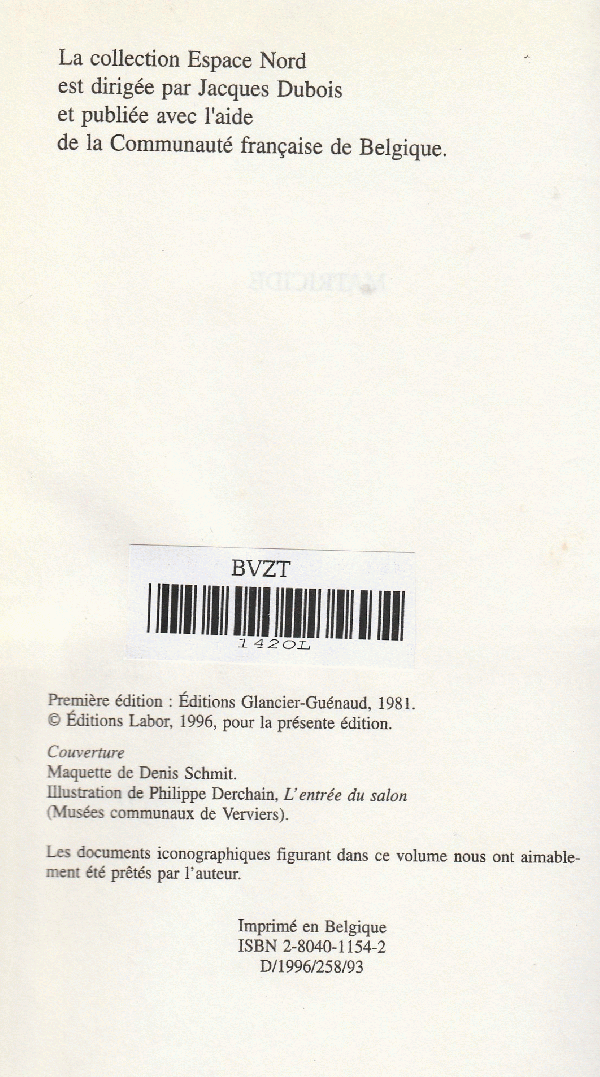 La collection Espace Nord
est dirigée par Jacques Dubois
et publiée avec l'aide
de la Communauté française de Belgique.
MATRICIDE
BVZT
1420L
Première édition : Éditions Glancier-Guénaud, 1981.
© Éditions Labor, 1996, pour la présente édition.
Couverture
Maquette de Denis Schmit.
Illustration de Philippe Derchain, L'entrée du salon
(Musées communaux de Verviers).
Les documents iconographiques figurant dans ce volume nous ont aimable-
ment été prêtés par l'auteur.
Imprimé en Belgique
ISBN 2-8040-1154-2
D/1996/258/93